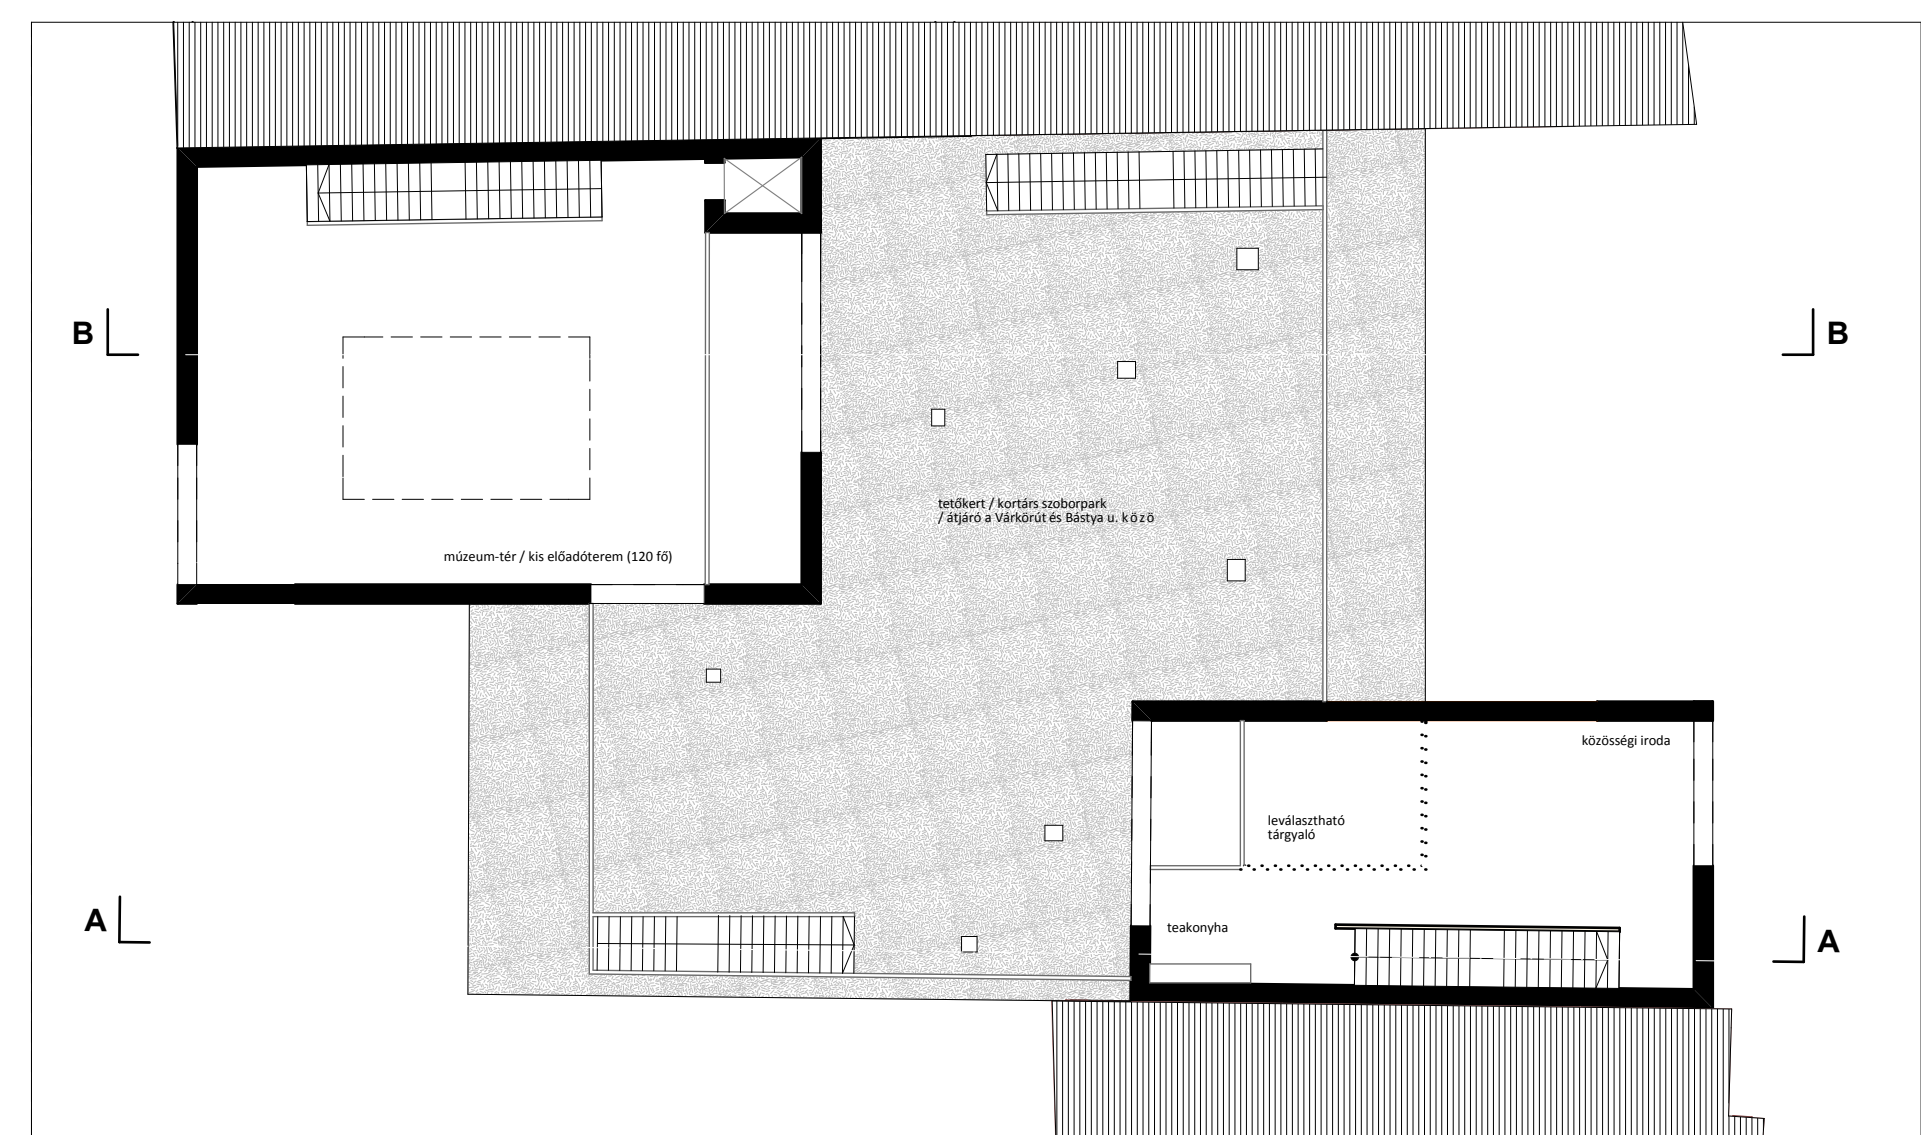 B
B
tetőkert / kortárs szoborpark
/ átjáró a Várkörút és Bástya u. közö
múzeum-tér / kis előadóterem (120 fő)
közösségi iroda
leválasztható
tárgyaló
teakonyha
A
A